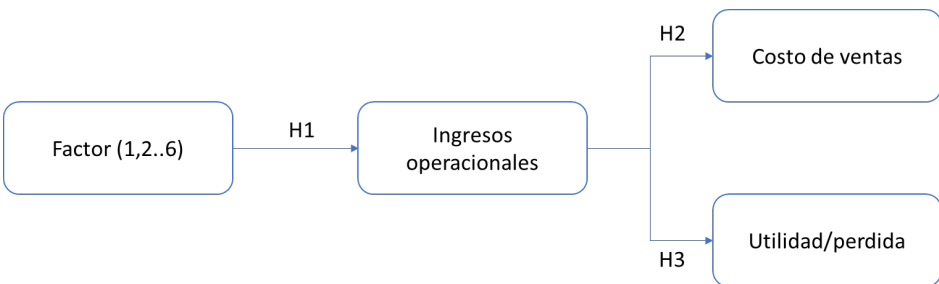 H2
Costo de ventas
H1
Factor (1,2..6)
Ingresos
operacionales
Utilidad/perdida
H3